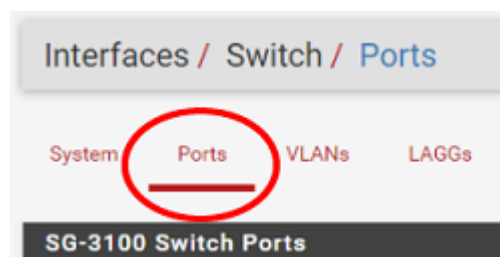 Interfaces / Switch / Ports
System Ports VLANs LAGGs
SG-3100 Switch Ports